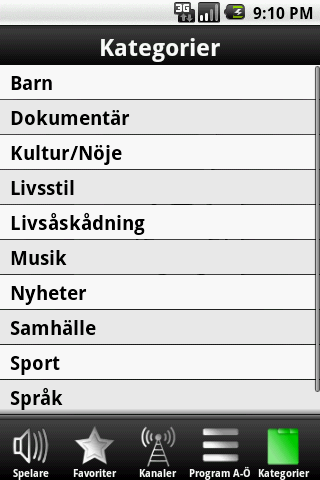 3G 9:10 PM
Kategorier
Barn
Dokumentär
Kultur/Nöje
Livsstil
Livsåskådning
Musik
Nyheter
Samhälle
Sport
Språk
Spelare Favoriter Kanaler Program A-Ö Kategorier